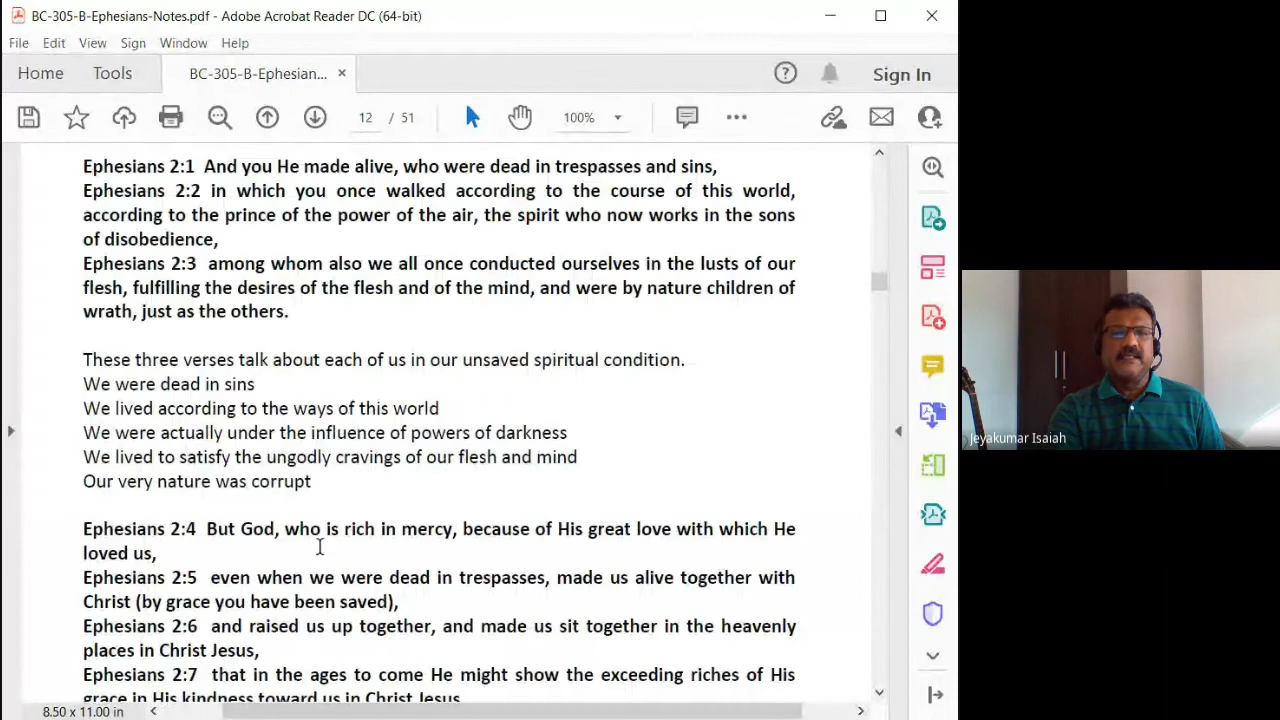 BC-305-B-Ephesians-Notes.pdf - Adobe Acrobat Reader DC (64-bit)
File Edit View Sign Window Help
Home Tools BC-305-B-Ephesian... × Sign In
12 / 51 100%
Ephesians 2:1 And you He made alive, who were dead in trespasses and sins,
Ephesians 2:2 in which you once walked according to the course of this world,
according to the prince of the power of the air, the spirit who now works in the sons
of disobedience,
Ephesians 2:3 among whom also we all once conducted ourselves in the lusts of our
flesh, fulfilling the desires of the flesh and of the mind, and were by nature children of
wrath, just as the others.
These three verses talk about each of us in our unsaved spiritual condition.
We were dead in sins
We lived according to the ways of this world
We were actually under the influence of powers of darkness
We lived to satisfy the ungodly cravings of our flesh and mind
Our very nature was corrupt
Ephesians 2:4 But God, who is rich in mercy, because of His great love with which He
loved us,
Ephesians 2:5 even when we were dead in trespasses, made us alive together with
Christ (by grace you have been saved),
Ephesians 2:6 and raised us up together, and made us sit together in the heavenly
places in Christ Jesus,
Ephesians 2:7 that in the ages to come He might show the exceeding riches of His
grace in His kindness toward us in Christ Jesus
8.50 x 11.00 in
Jeyakumar Isaiah